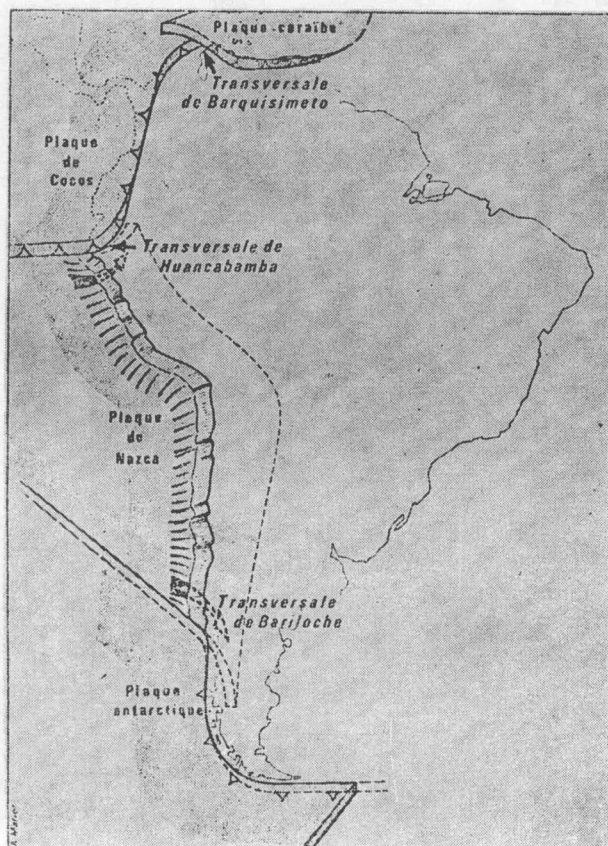 Plaque caraïbe
Transversale
de Barquisimeto
Plaque
de
Cocos
Transversale de
Huancabamba
Plaque
de
Nazca
Transversale
de Bariloche
Plaque
antarctique